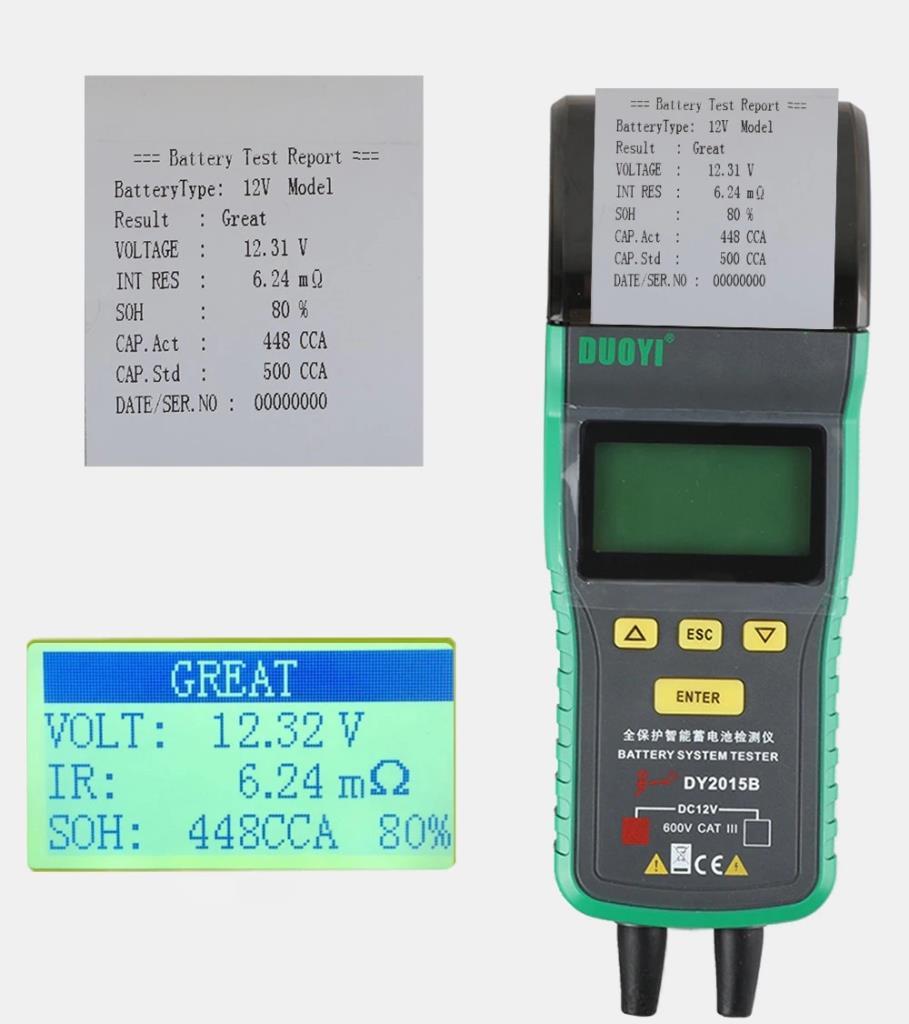 === Battery Test Report ===
BatteryType: 12V Model
Result : Great
VOLTAGE : 12.31 V
INT RES : 6.24 mΩ
SOH : 80 %
CAP.Act : 448 CCA
CAP.Std : 500 CCA
DATE/SER.NO : 00000000
GREAT
VOLT: 12.32 V
IR: 6.24 mΩ
SOH: 448CCA 80%
=== Battery Test Report ===
BatteryType: 12V Model
Result : Great
VOLTAGE : 12.31 V
INT RES : 6.24 mΩ
SOH : 80 %
CAP.Act : 448 CCA
CAP.Std : 500 CCA
DATE/SER.NO : 00000000
DUOYI®
ESC
ENTER
全保护智能蓄电池检测仪
BATTERY SYSTEM TESTER
DY2015B
DC12V
600V CAT III
CE